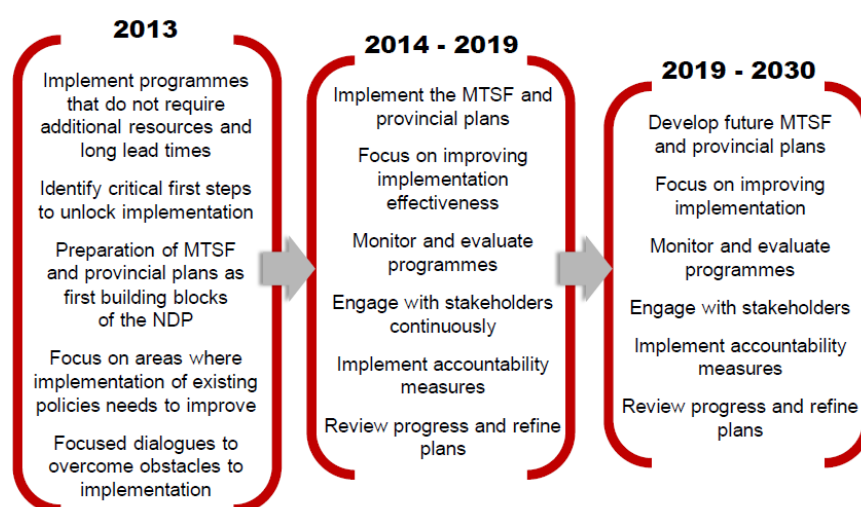 2013
Implement programmes
that do not require
additional resources and
long lead times
Identify critical first steps
to unlock implementation
Preparation of MTSF
and provincial plans as
first building blocks
of the NDP
Focus on areas where
implementation of existing
policies needs to improve
Focused dialogues to
overcome obstacles to
implementation
2014 - 2019
Implement the MTSF and
provincial plans
Focus on improving
implementation
effectiveness
Monitor and evaluate
programmes
Engage with stakeholders
continuously
Implement accountability
measures
Review progress and refine
plans
2019 - 2030
Develop future MTSF
and provincial plans
Focus on improving
implementation
Monitor and evaluate
programmes
Engage with stakeholders
Implement accountability
measures
Review progress and refine
plans